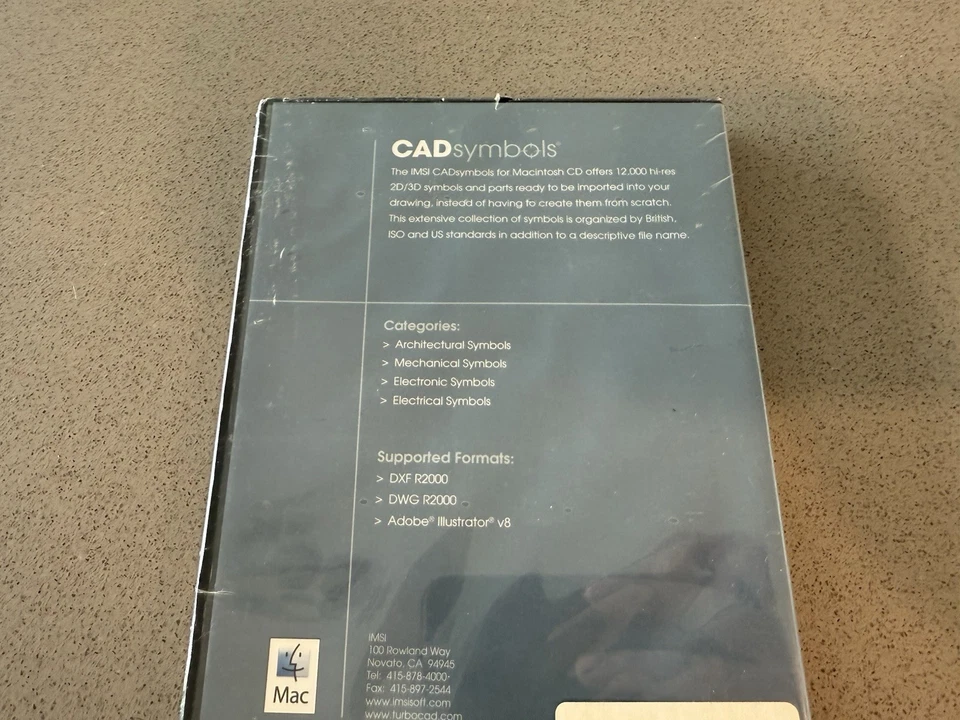 CADsymbols®
The IMSI CADsymbols for Macintosh CD offers 12,000 hi-res
2D/3D symbols and parts ready to be imported into your
drawing, instead of having to create them from scratch.
This extensive collection of symbols is organized by British,
ISO and US standards in addition to a descriptive file name.
Categories:
> Architectural Symbols
> Mechanical Symbols
> Electronic Symbols
> Electrical Symbols
Supported Formats:
> DXF R2000
> DWG R2000
> Adobe® Illustrator® v8
IMSI
100 Rowland Way
Novato, CA 94945
Tel: 415-878-4000
Fax: 415-897-2544
www.imsisoft.com
www.turbocad.com
Mac